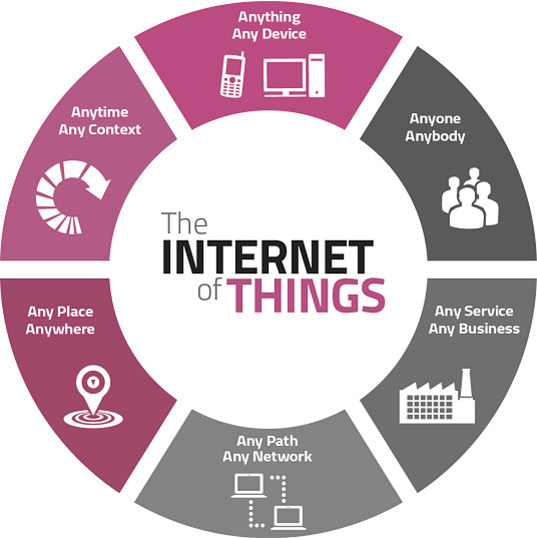 Anything
Any Device
Anyone
Anybody
Any Service
Any Business
Any Path
Any Network
Any Place
Anywhere
Anytime
Any Context
The
INTERNET
of THINGS